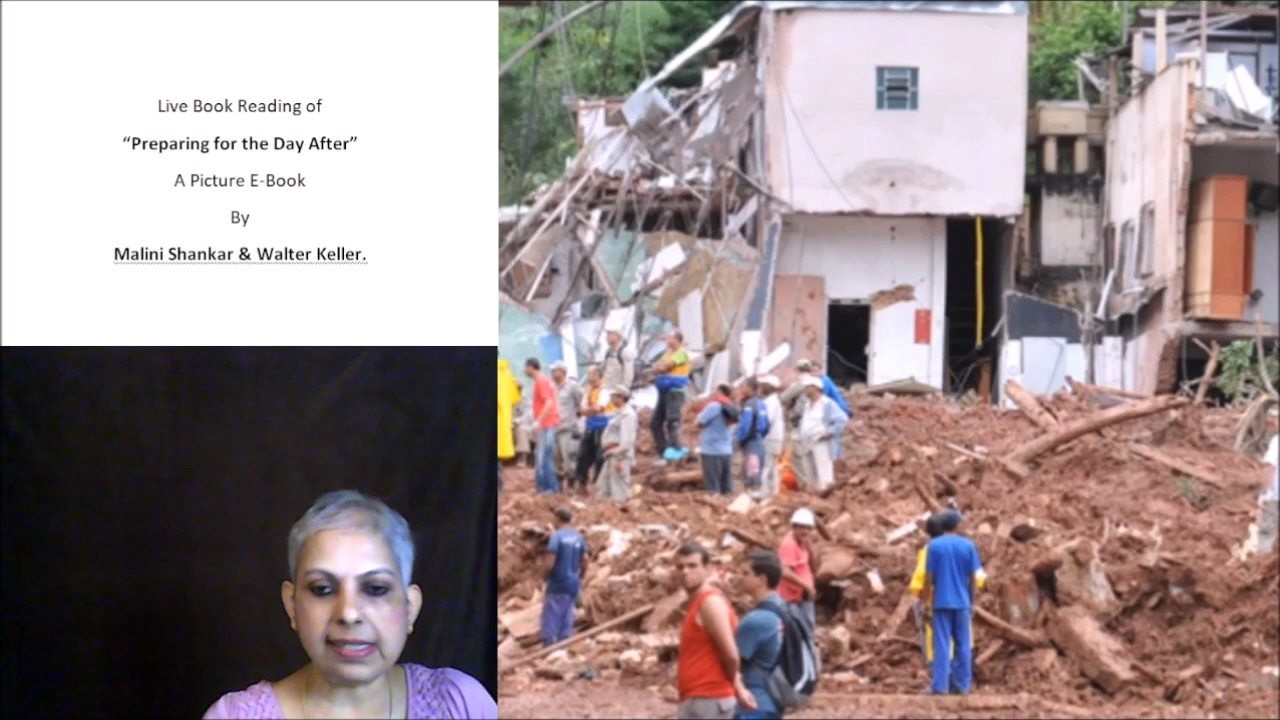 Live Book Reading of
“Preparing for the Day After”
A Picture E-Book
By
Malini Shankar & Walter Keller.